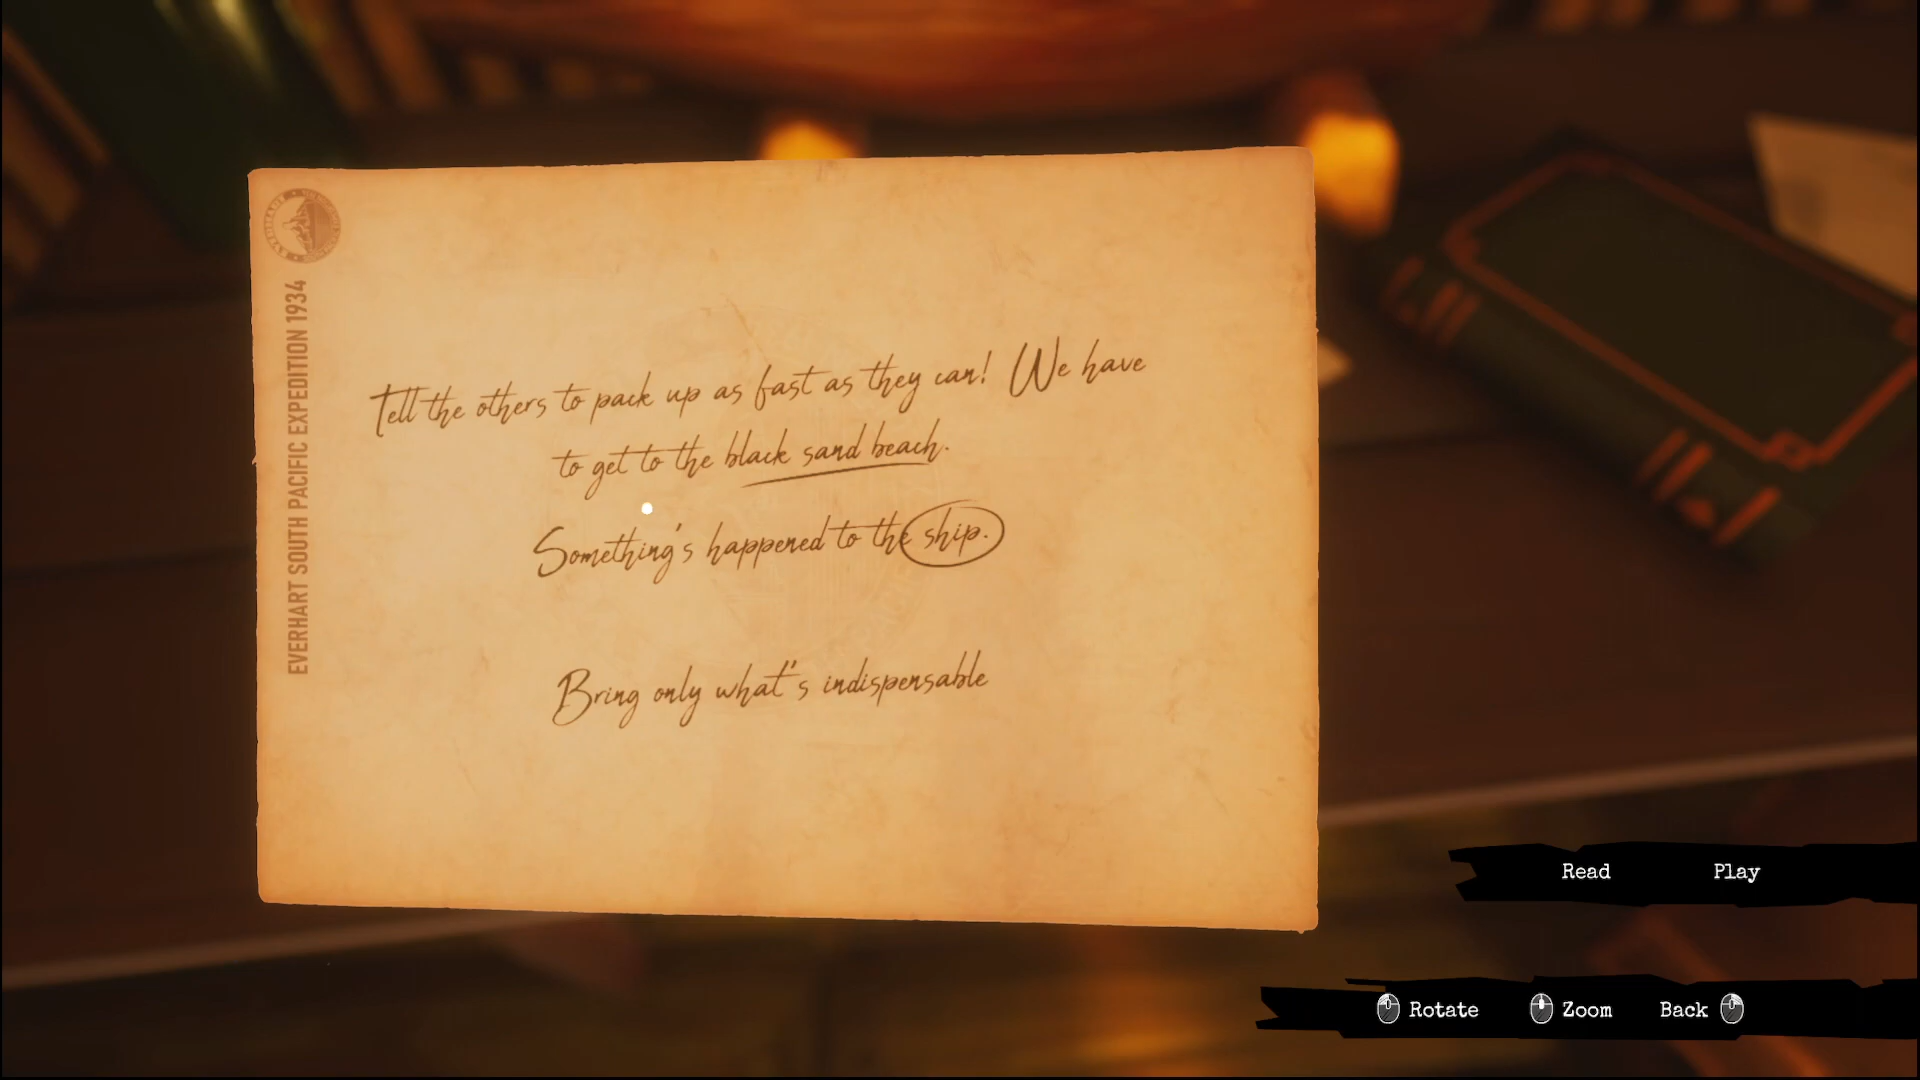 EVERHART SOUTH PACIFIC EXPEDITION 1934
Tell the others to pack up as fast as they can! We have
to get to the black sand beach.
Something's happened to the ship.
Bring only what's indispensable
Read Play
Rotate Zoom Back